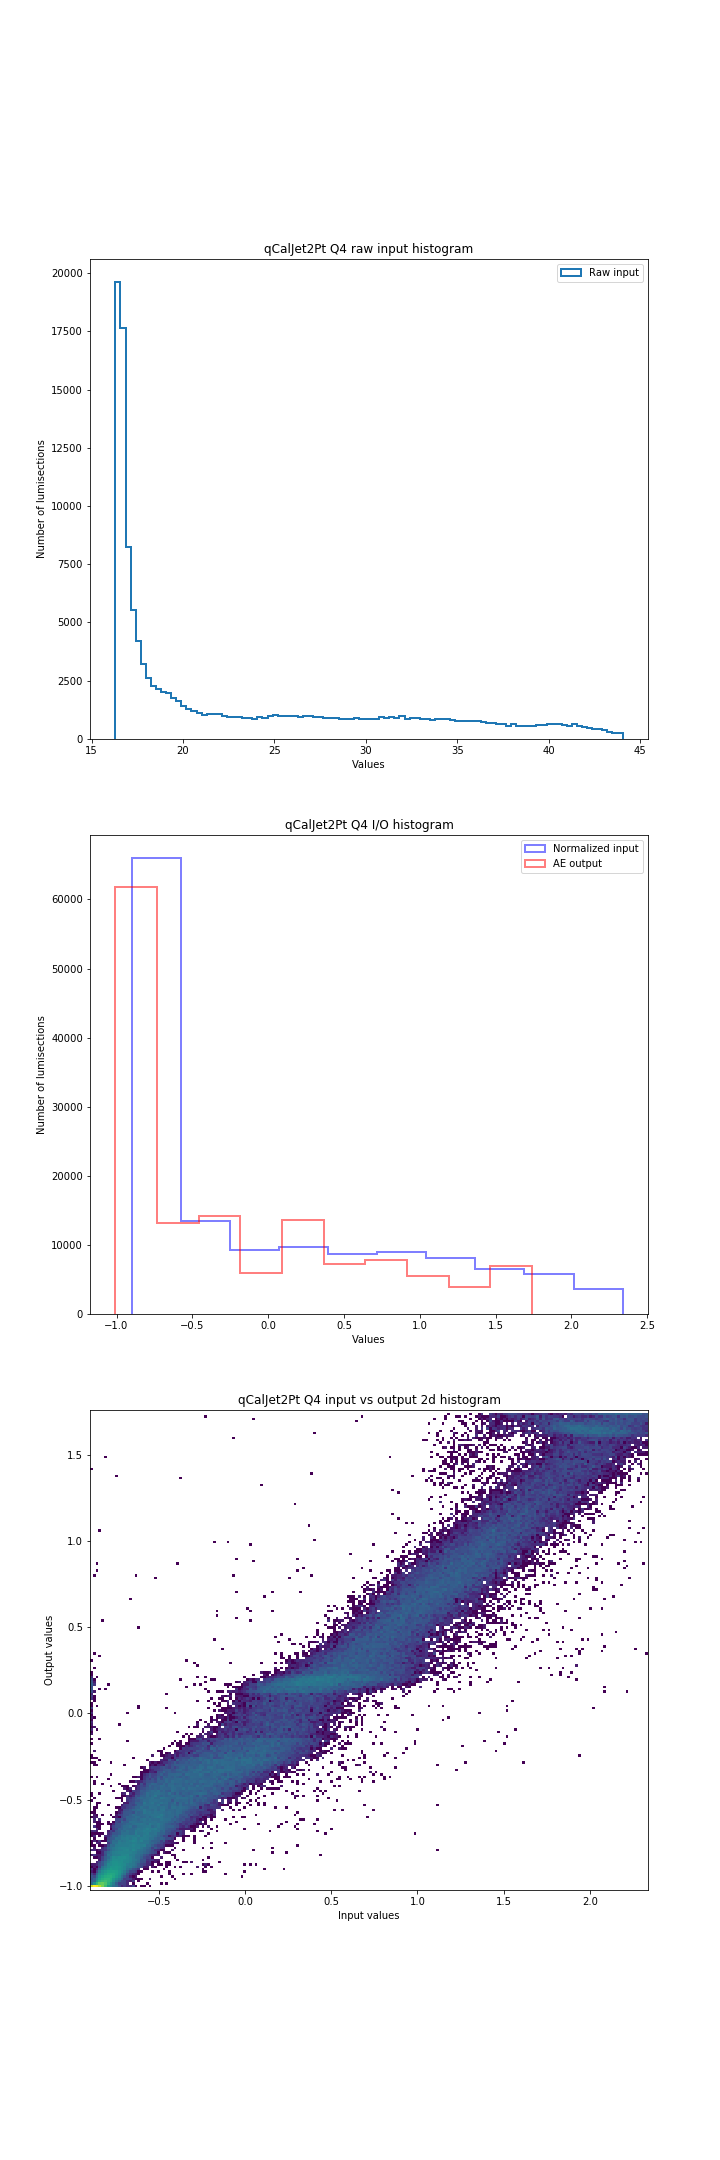 qCalJet2Pt Q4 raw input histogram
Raw input
20000
17500
15000
12500
10000
7500
5000
2500
0
Number of lumisections
15 20 25 30 35 40 45
Values
qCalJet2Pt Q4 I/O histogram
Normalized input
AE output
60000
50000
40000
30000
20000
10000
0
Number of lumisections
−1.0 −0.5 0.0 0.5 1.0 1.5 2.0 2.5
Values
qCalJet2Pt Q4 input vs output 2d histogram
1.5
1.0
0.5
0.0
−0.5
−1.0
Output values
−0.5 0.0 0.5 1.0 1.5 2.0
Input values